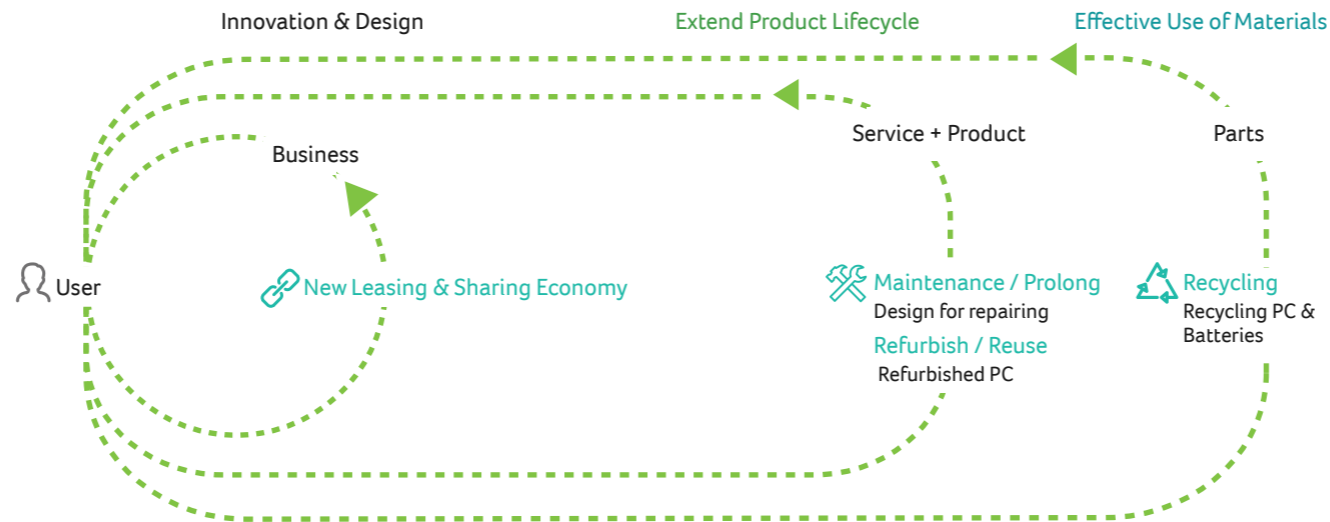 Innovation & Design
Extend Product Lifecycle
Effective Use of Materials
Business
Service + Product
Parts
User
New Leasing & Sharing Economy
Maintenance / Prolong
Design for repairing
Refurbish / Reuse
Refurbished PC
Recycling
Recycling PC &
Batteries